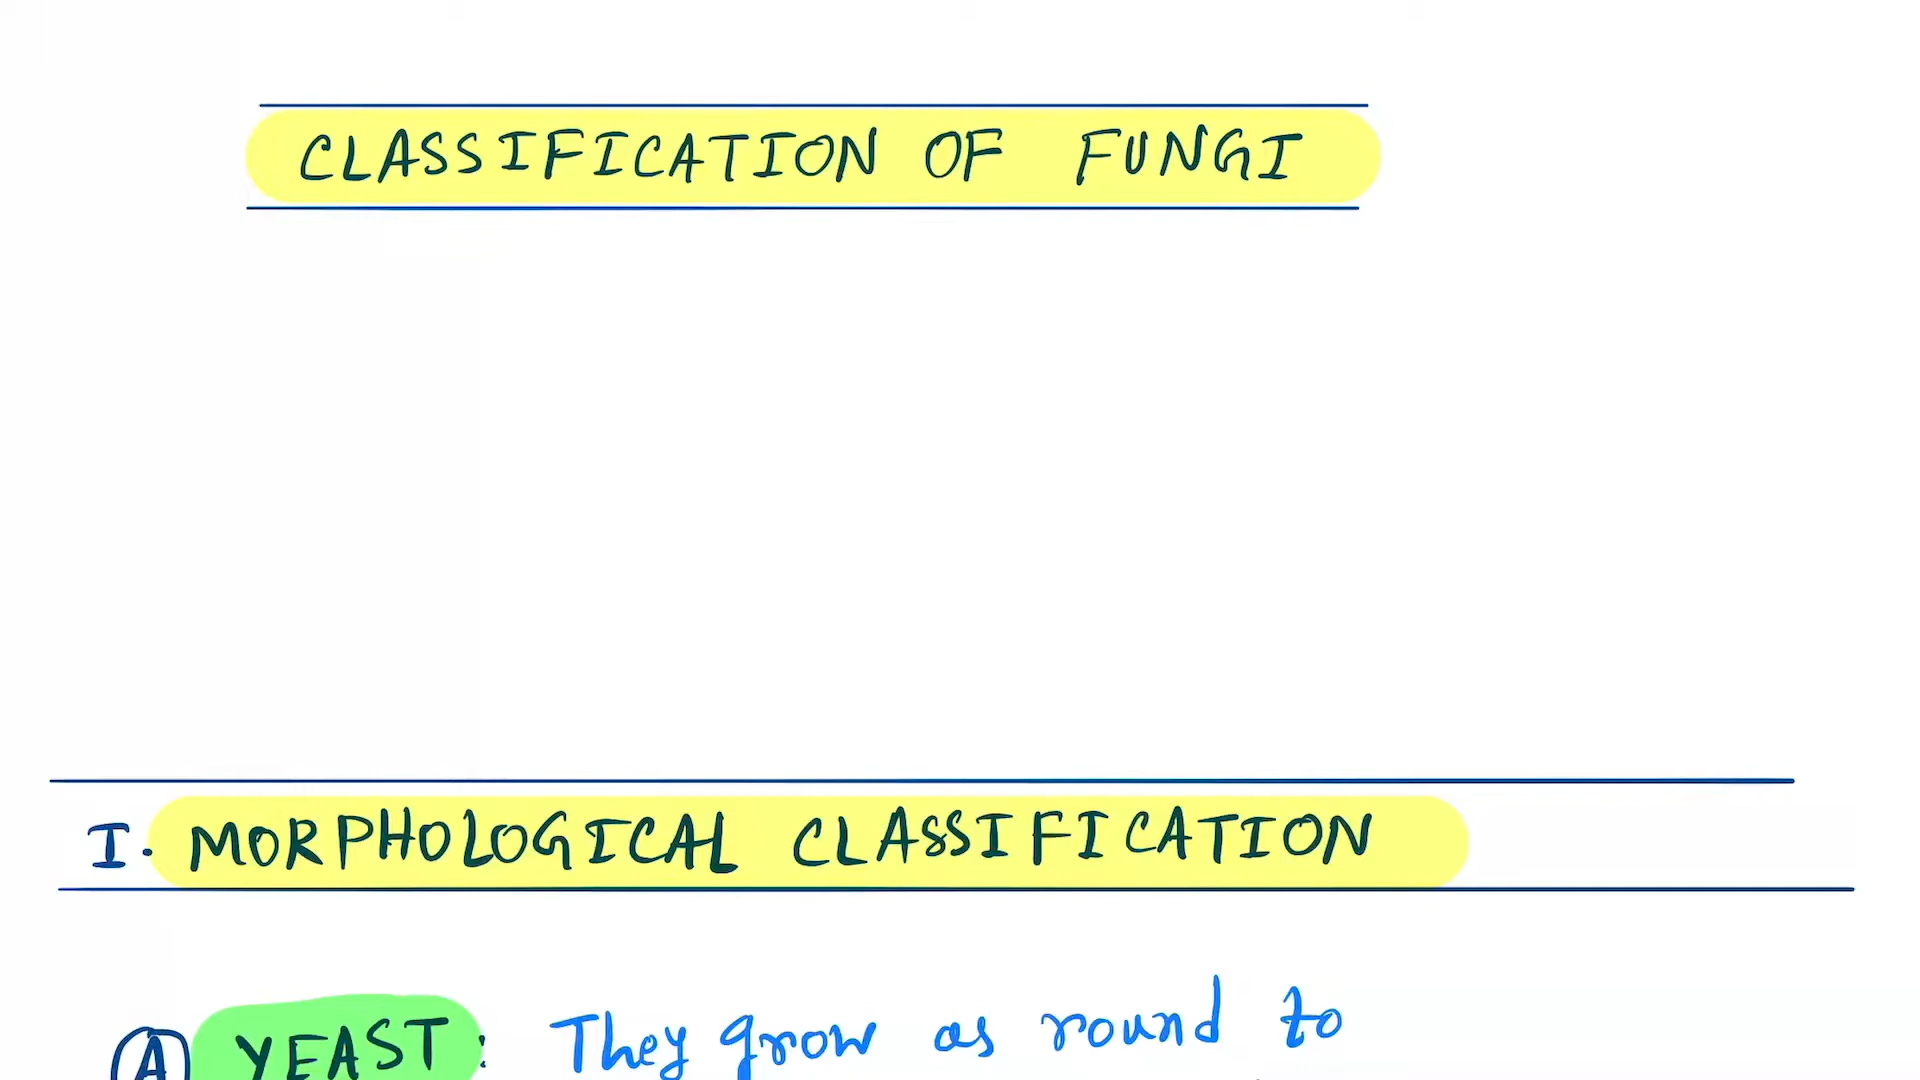 CLASSIFICATION OF FUNGI
I. MORPHOLOGICAL CLASSIFICATION
A YEAST: They grow as round to